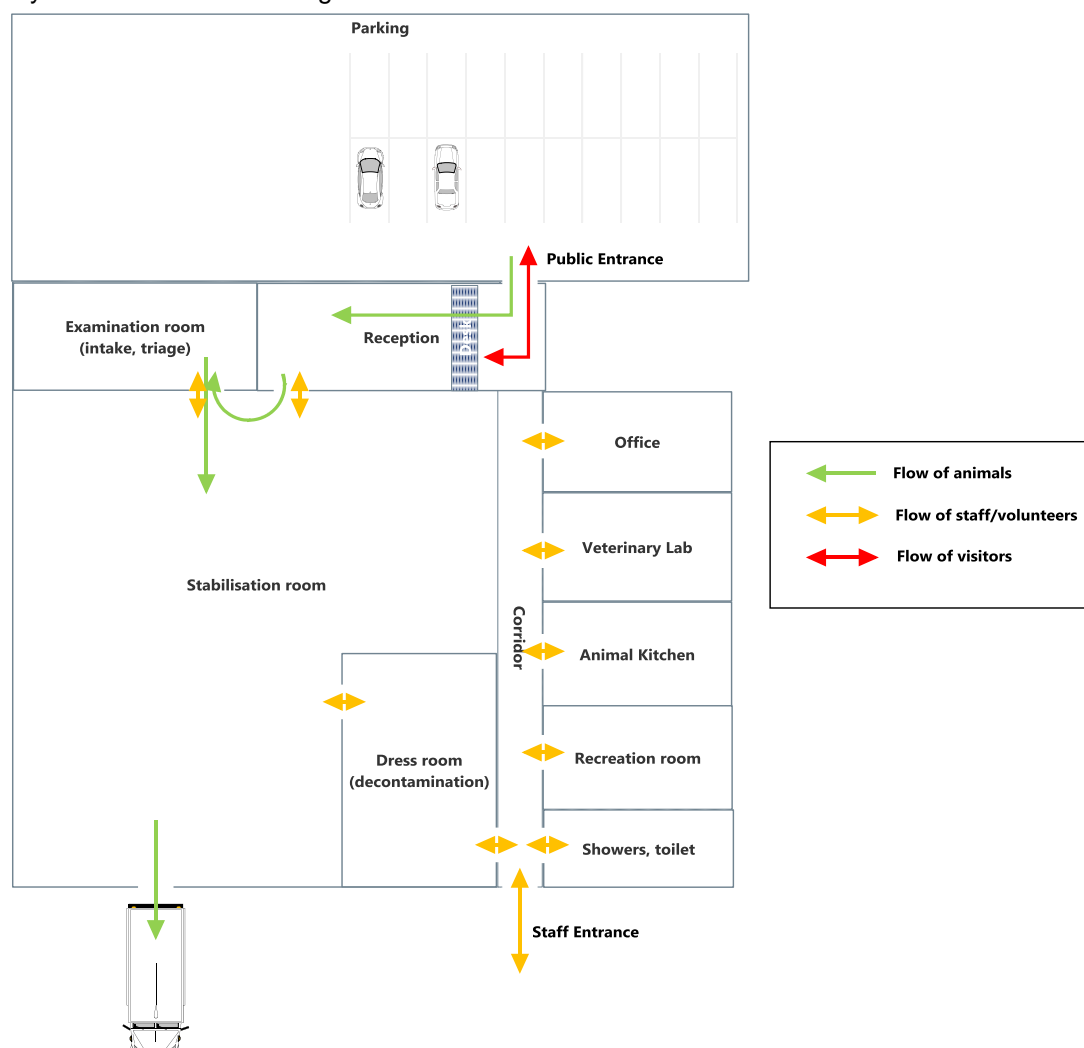 Parking
Public Entrance
Examination room
(intake, triage)
Reception
Office
Flow of animals
Flow of staff/volunteers
Flow of visitors
Veterinary Lab
Stabilisation room
Corridor
Animal Kitchen
Dress room
(decontamination)
Recreation room
Showers, toilet
Staff Entrance